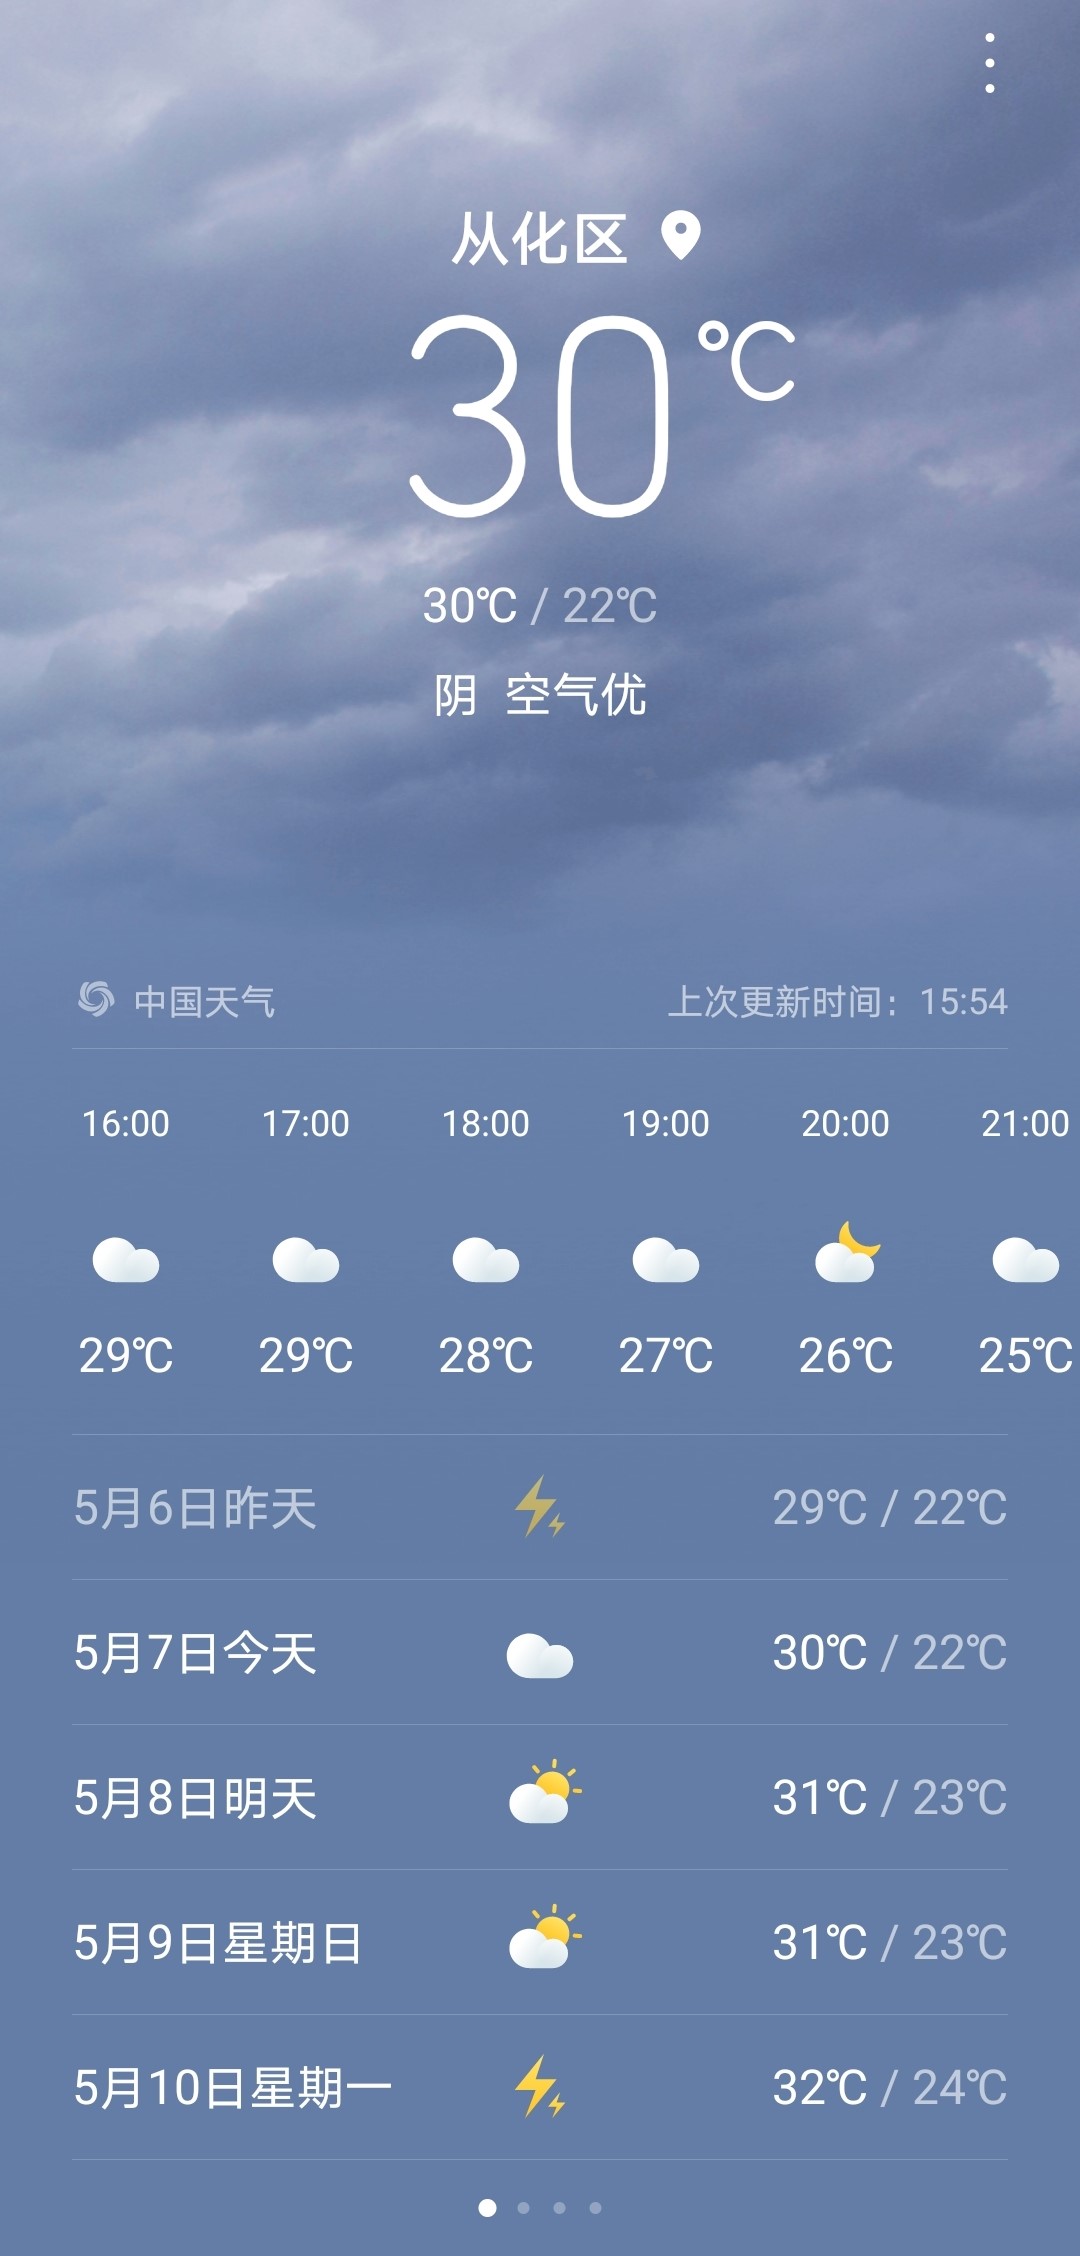 从化区
30℃
30℃ / 22℃
阴 空气优
中国天气 上次更新时间：15:54
16:00 17:00 18:00 19:00 20:00 21:00
29℃ 29℃ 28℃ 27℃ 26℃ 25℃
5月6日昨天 29℃ / 22℃
5月7日今天 30℃ / 22℃
5月8日明天 31℃ / 23℃
5月9日星期日 31℃ / 23℃
5月10日星期一 32℃ / 24℃